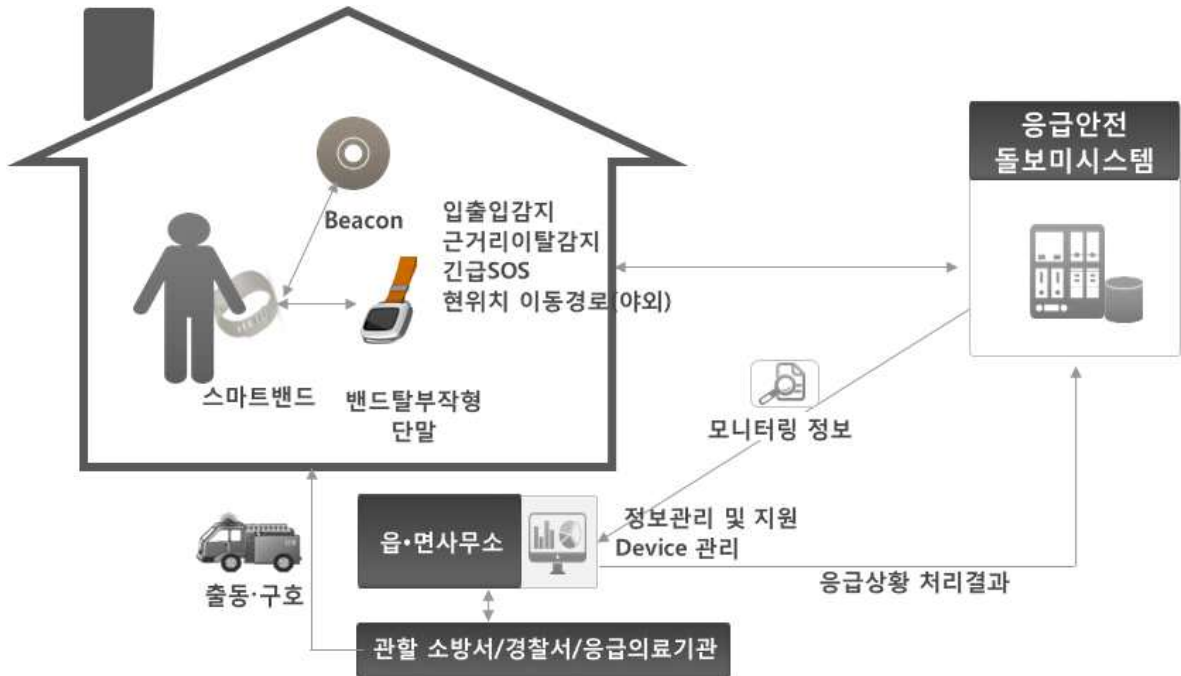 응급안전
돌보미시스템
Beacon
입출입감지
근거리이탈감지
긴급SOS
현위치 이동경로(야외)
스마트밴드
밴드탈부작형
단말
모니터링 정보
읍•면사무소
정보관리 및 지원
Device 관리
출동·구호
응급상황 처리결과
관할 소방서/경찰서/응급의료기관